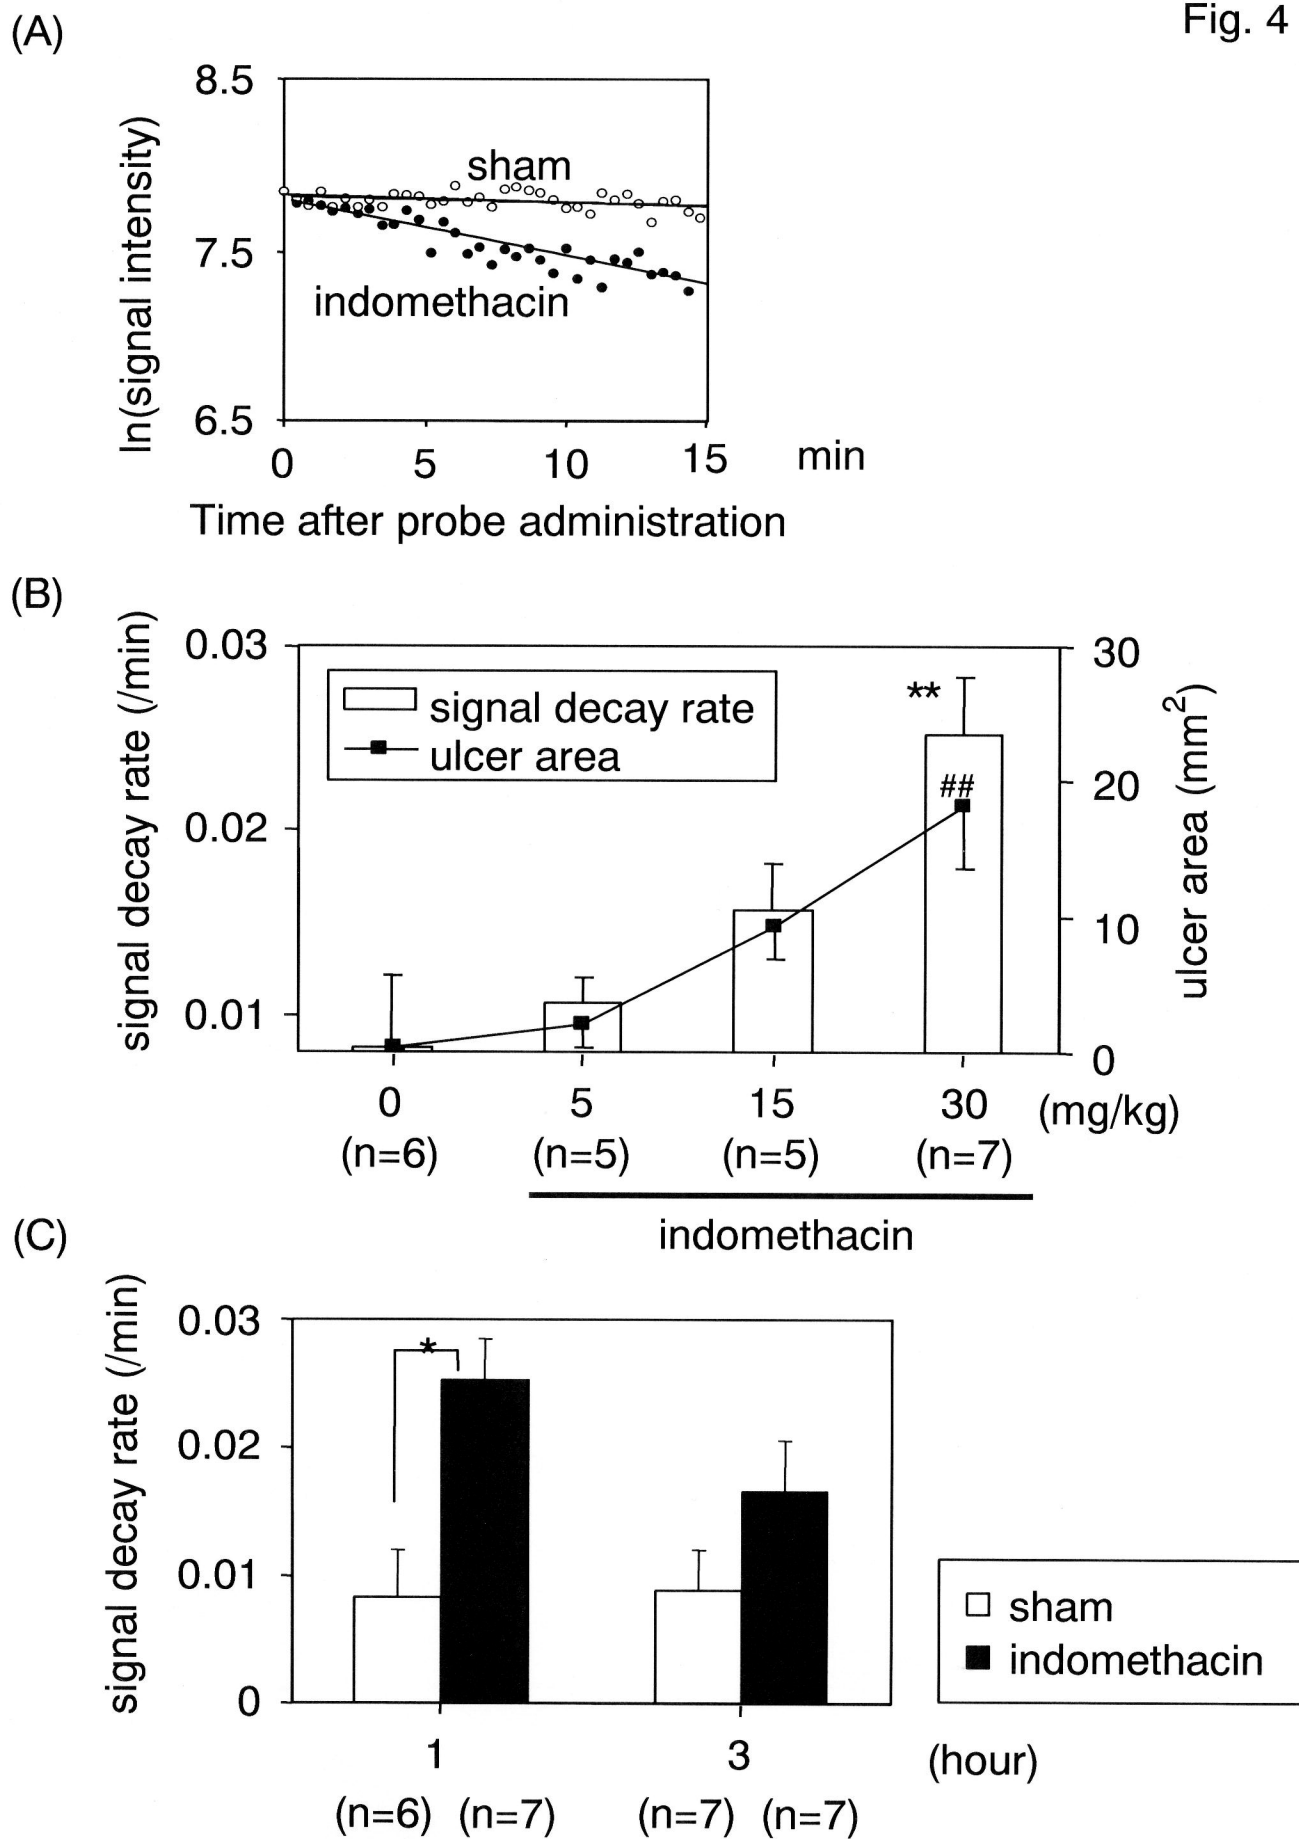 Fig. 4
(A)
8.5
7.5
6.5
ln(signal intensity)
sham
indomethacin
0 5 10 15 min
Time after probe administration
(B)
signal decay rate (/min)
0.03
0.02
0.01
signal decay rate
ulcer area
**
##
30
20
10
0
ulcer area (mm²)
0 5 15 30 (mg/kg)
(n=6) (n=5) (n=5) (n=7)
indomethacin
(C)
signal decay rate (/min)
0.03
0.02
0.01
0
*
sham
indomethacin
1 3 (hour)
(n=6) (n=7) (n=7) (n=7)